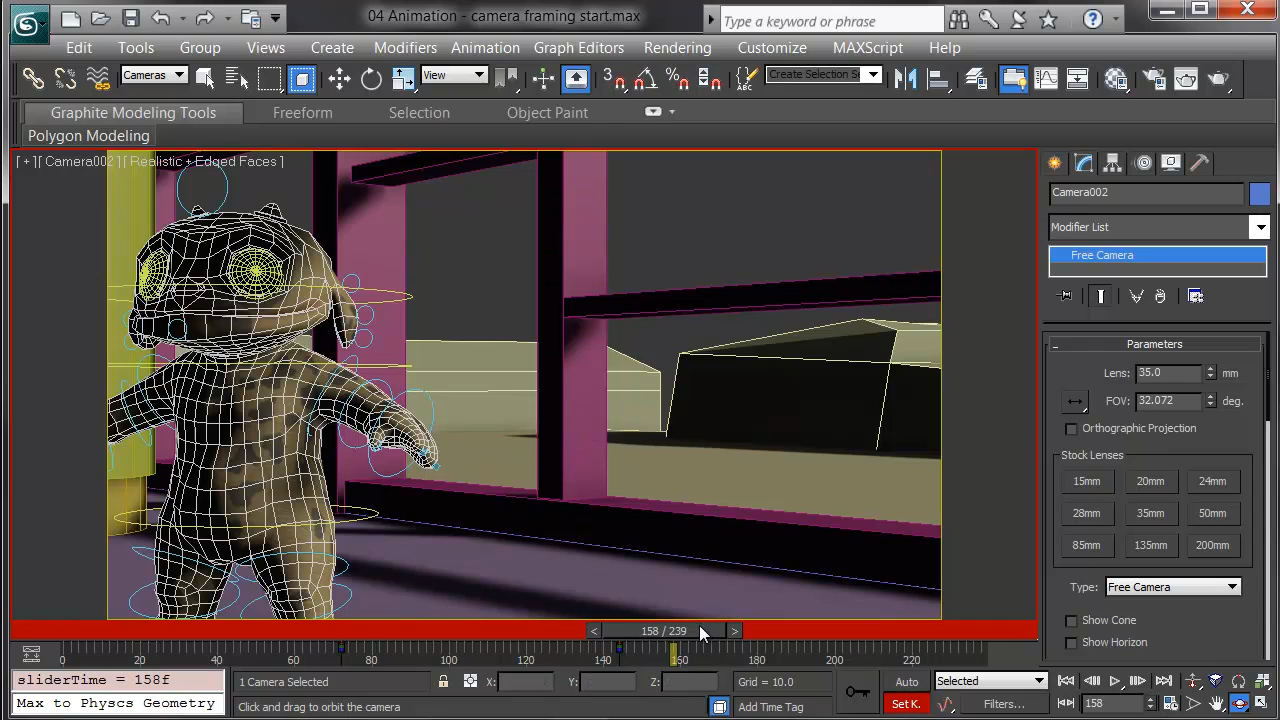 04 Animation - camera framing start.max
Type a keyword or phrase
Edit Tools Group Views Create Modifiers Animation Graph Editors Rendering Customize MAXScript Help
Cameras View 3 % ABC Create Selection Se
Graphite Modeling Tools Freeform Selection Object Paint
Polygon Modeling
[ + ][ Camera002 ][ Realistic + Edged Faces ]
Camera002
Modifier List
Free Camera
- Parameters
Lens: 35.0 mm
FOV: 32.072 deg.
Orthographic Projection
Stock Lenses
15mm 20mm 24mm
28mm 35mm 50mm
85mm 135mm 200mm
Type: Free Camera
Show Cone
Show Horizon
< 158 / 239 >
0 20 40 60 80 100 120 140 160 180 200 220
sliderTime = 158f
Max to Physcs Geometry
1 Camera Selected X: Y: Z: Grid = 10.0 Auto Selected
Click and drag to orbit the camera Add Time Tag Set K. Filters... 158